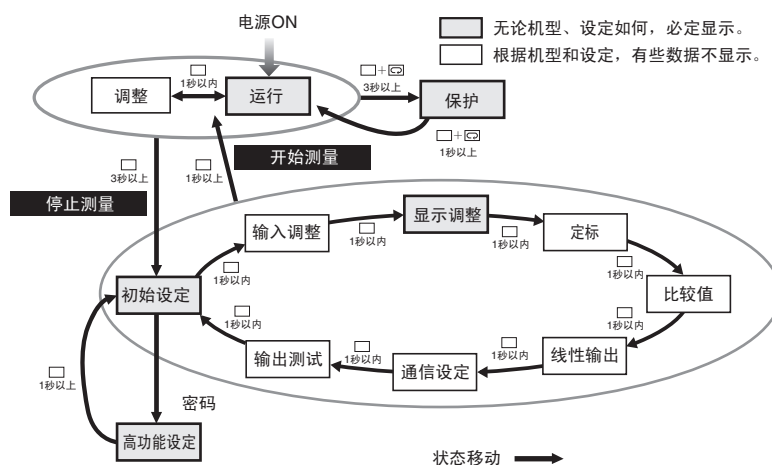 电源ON
无论机型、设定如何，必定显示。
根据机型和设定，有些数据不显示。
调整
1秒以内
运行
3秒以上
保护
1秒以上
开始测量
3秒以上
1秒以上
停止测量
输入调整
1秒以内
显示调整
1秒以内
定标
1秒以内
1秒以内
比较值
初始设定
1秒以内
1秒以内
输出测试
1秒以内
通信设定
1秒以内
线性输出
1秒以上
密码
高功能设定
状态移动